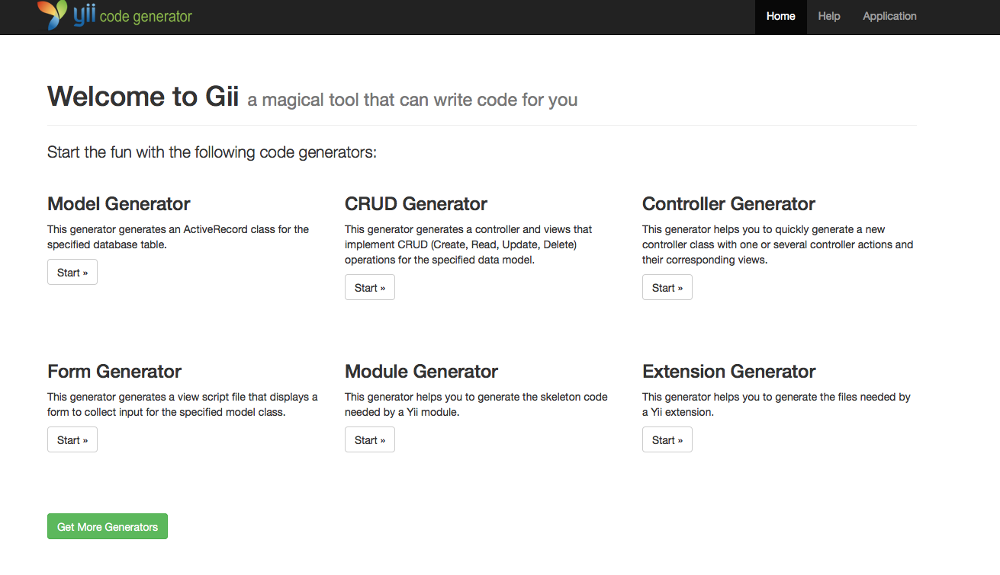 yii code generator
Home Help Application
Welcome to Gii a magical tool that can write code for you
Start the fun with the following code generators:
Model Generator
This generator generates an ActiveRecord class for the
specified database table.
Start »
CRUD Generator
This generator generates a controller and views that
implement CRUD (Create, Read, Update, Delete)
operations for the specified data model.
Start »
Controller Generator
This generator helps you to quickly generate a new
controller class with one or several controller actions and
their corresponding views.
Start »
Form Generator
This generator generates a view script file that displays a
form to collect input for the specified model class.
Start »
Module Generator
This generator helps you to generate the skeleton code
needed by a Yii module.
Start »
Extension Generator
This generator helps you to generate the files needed by
a Yii extension.
Start »
Get More Generators